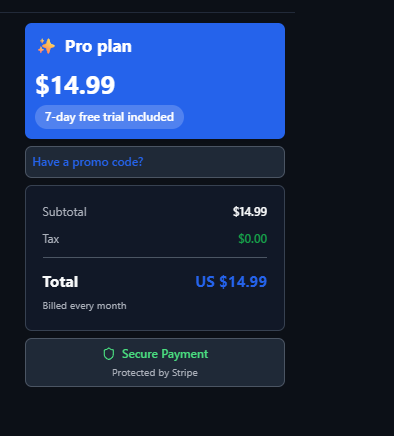 Pro plan
$14.99
7-day free trial included
Have a promo code?
Subtotal $14.99
Tax $0.00
Total US $14.99
Billed every month
Secure Payment
Protected by Stripe